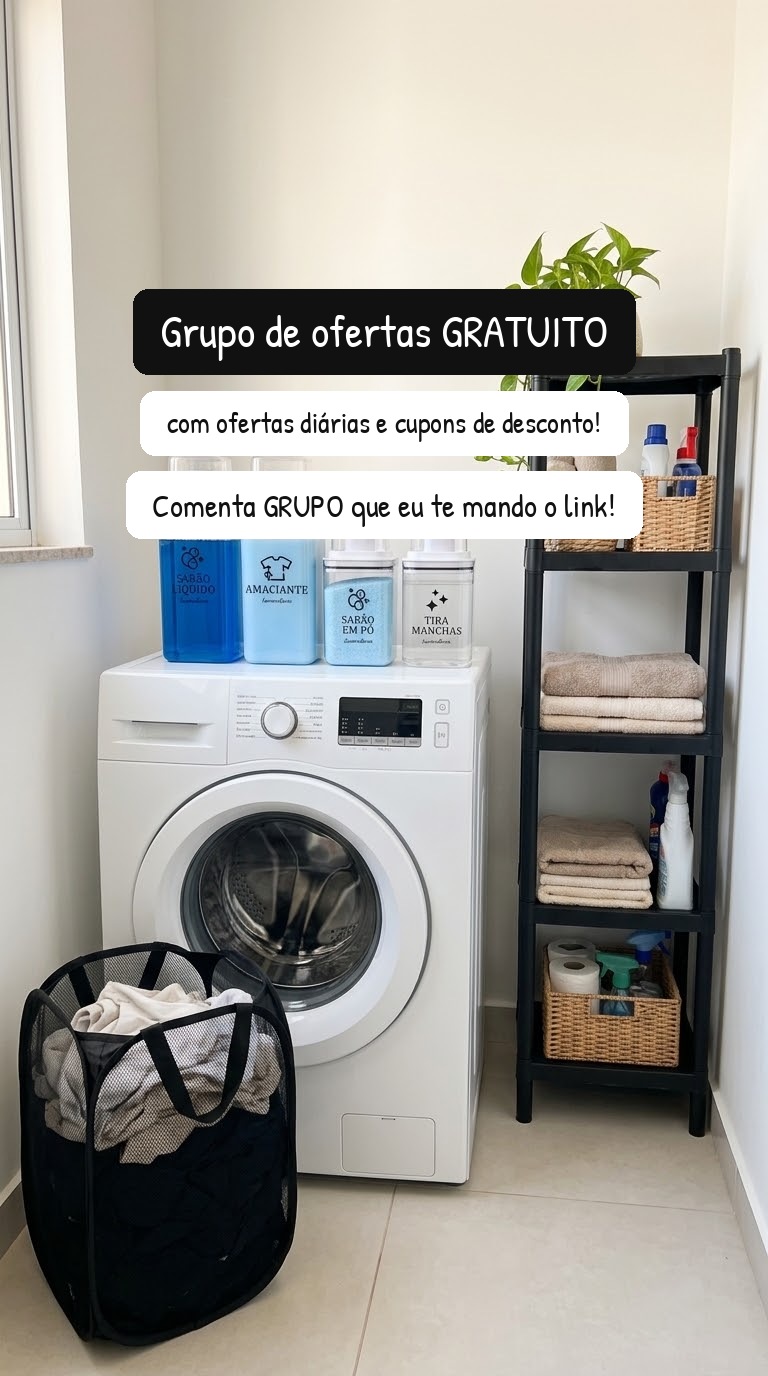 Grupo de ofertas GRATUITO
com ofertas diárias e cupons de desconto!
Comenta GRUPO que eu te mando o link!
SABÃO
LÍQUIDO
AMACIANTE
SABÃO
EM PÓ
TIRA
MANCHAS